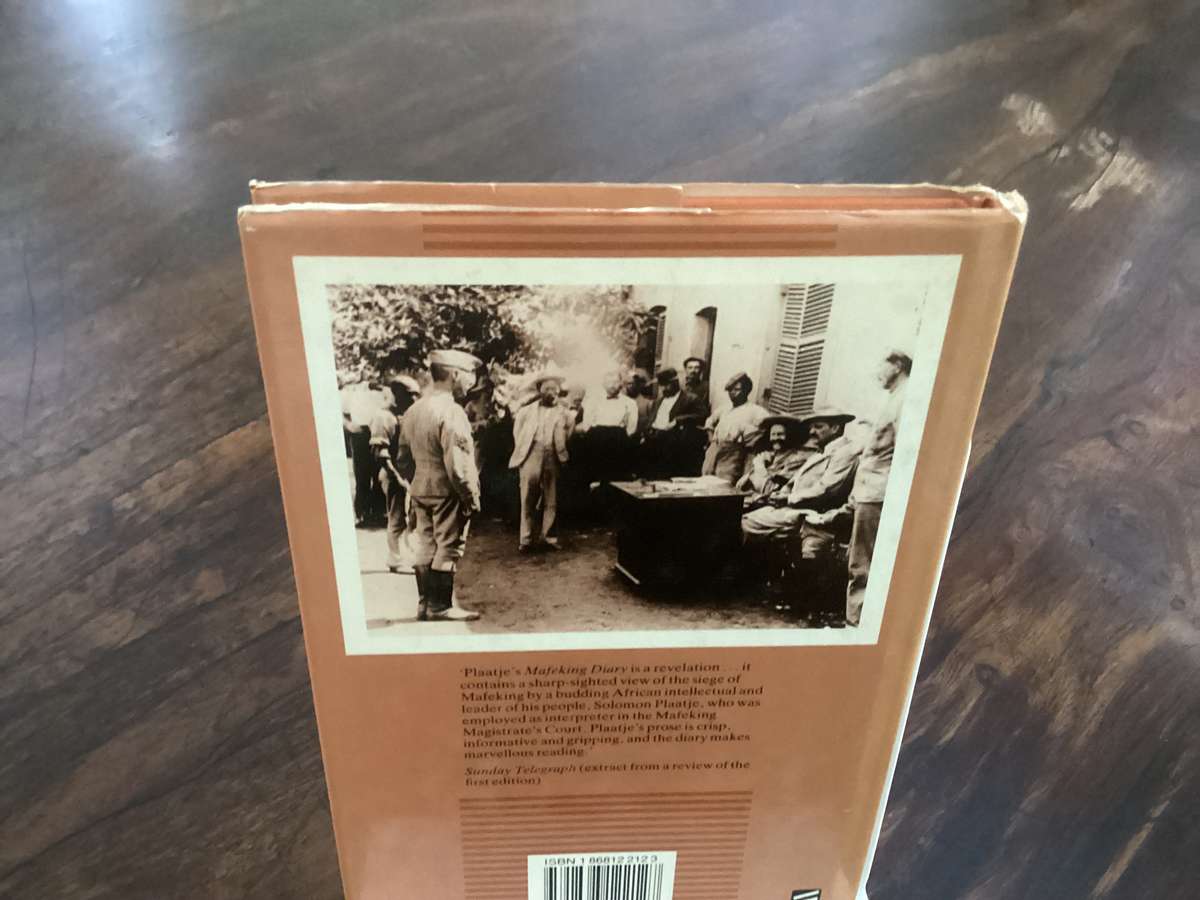 'Plaatje's Mafeking Diary is a revelation . . . it
contains a sharp-sighted view of the siege of
Mafeking by a budding African intellectual and
leader of his people, Solomon Plaatje, who was
employed as interpreter in the Mafeking
Magistrate's Court. Plaatje's prose is crisp,
informative and gripping, and the diary makes
marvellous reading.'
Sunday Telegraph (extract from a review of the
first edition)
ISBN 1 86812 212 3